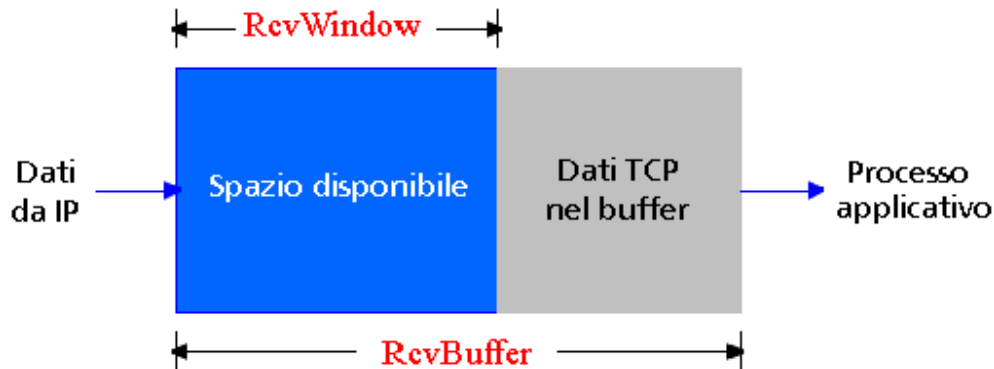 RcvWindow
Dati
da IP
Spazio disponibile
Dati TCP
nel buffer
Processo
applicativo
RcvBuffer